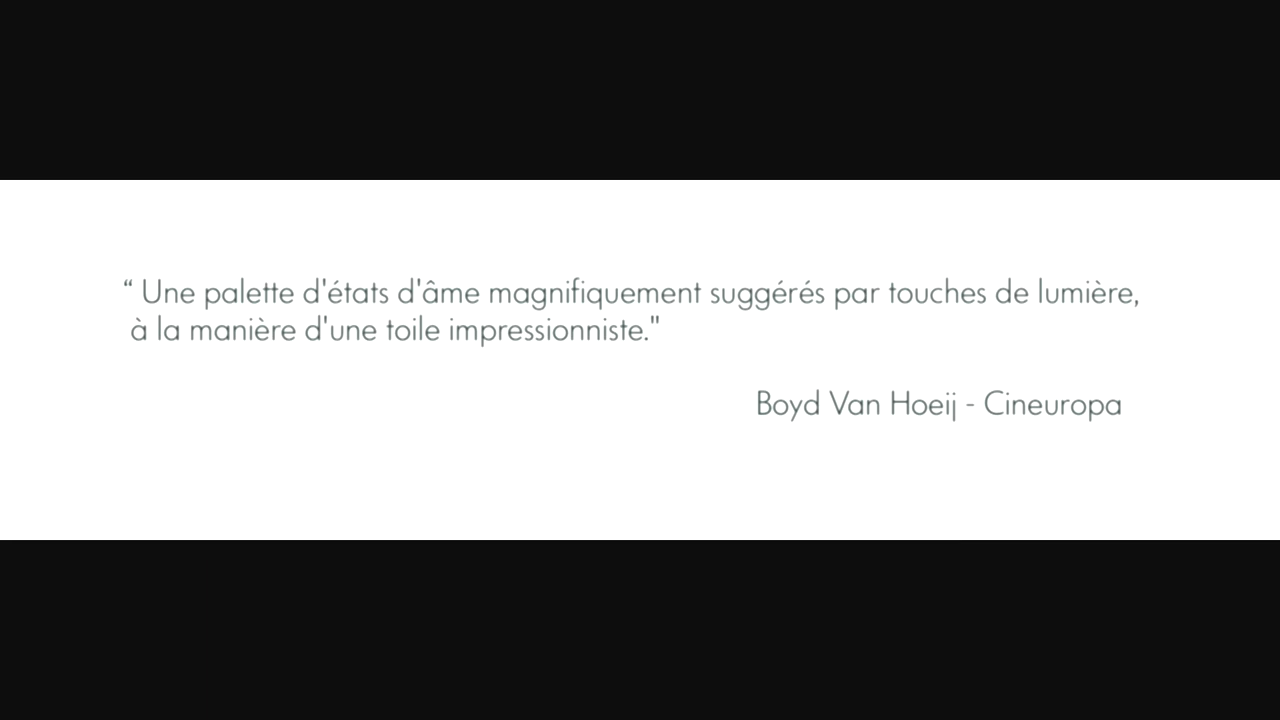 “ Une palette d'états d'âme magnifiquement suggérés par touches de lumière,
à la manière d'une toile impressionniste."
Boyd Van Hoeij - Cineuropa